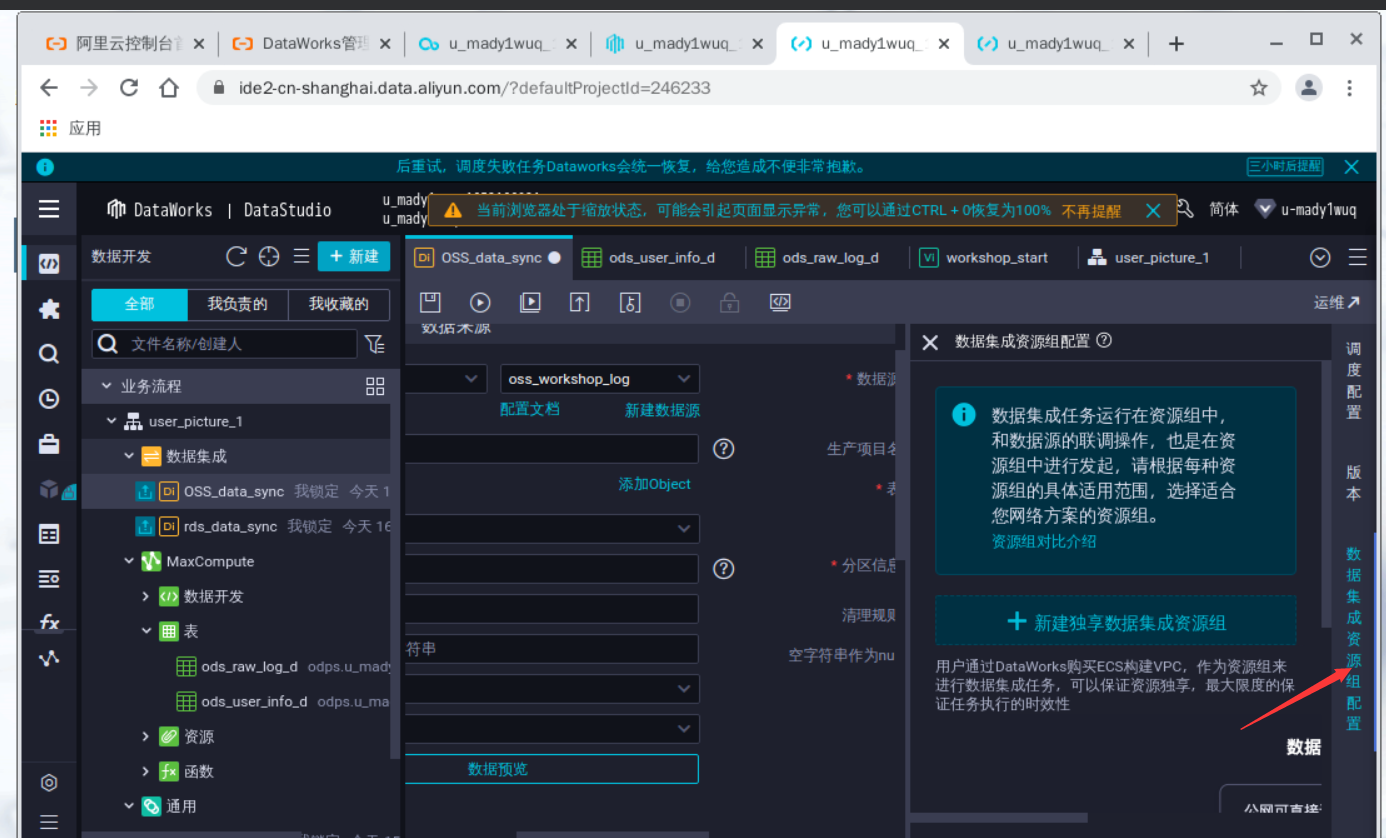 阿里云控制台首
DataWorks管理
u_mady1wuq_
u_mady1wuq_
u_mady1wuq_
u_mady1wuq_
ide2-cn-shanghai.data.aliyun.com/?defaultProjectId=246233
应用
后重试，调度失败任务Dataworks会统一恢复，给您造成不便非常抱歉。
三小时后提醒
DataWorks | DataStudio
u_mady
u_mady
当前浏览器处于缩放状态，可能会引起页面显示异常，您可以通过CTRL + 0恢复为100% 不再提醒
简体
u-mady1wuq
数据开发
+ 新建
Di OSS_data_sync
ods_user_info_d
ods_raw_log_d
Vi workshop_start
user_picture_1
全部 我负责的 我收藏的
运维
文件名称/创建人
数据来源
数据集成资源组配置
调度配置
版本
数据集成资源组配置
业务流程
user_picture_1
数据集成
Di OSS_data_sync 我锁定 今天 1
Di rds_data_sync 我锁定 今天 16
MaxCompute
数据开发
表
ods_raw_log_d odps.u_mady
ods_user_info_d odps.u_ma
资源
函数
通用
oss_workshop_log
配置文档 新建数据源
添加Object
符串
数据预览
* 数据源
生产项目名
* 表
* 分区信息
清理规则
空字符串作为nu
数据集成任务运行在资源组中，
和数据源的联调操作，也是在资
源组中进行发起，请根据每种资
源组的具体适用范围，选择适合
您网络方案的资源组。
资源组对比介绍
+ 新建独享数据集成资源组
用户通过DataWorks购买ECS构建VPC，作为资源组来
进行数据集成任务，可以保证资源独享，最大限度的保
证任务执行的时效性
数据
公网可直接